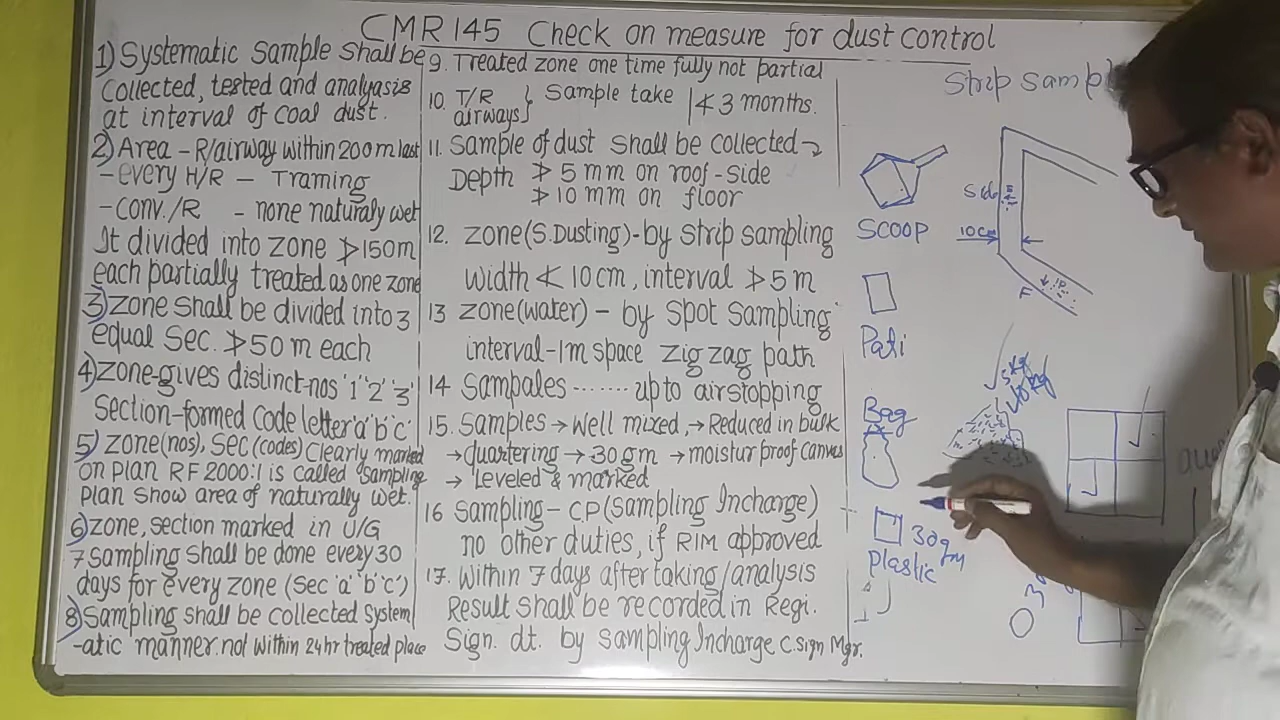 CMR 145 Check on measure for dust control
1) Systematic Sample Shall be
Collected, tested and analyasis
at interval of coal dust.
2) Area - R/airway within 200m last
- every H/R - Traming
- conv./R - none naturaly wet
It divided into zone ≯150m
each partially treated as one zone
3) zone shall be divided into 3
equal Sec. ≯50 m each
4) zone-gives distinct-nos '1' '2' '3'
Section-formed Code letter 'a' 'b' 'c'
5) zone(nos), Sec(codes) Clearly marked
on plan RF 2000:1 is called Sampling
Plan Show area of naturally wet.
6) zone, section marked in U/G
7 Sampling Shall be done every 30
days for every zone (Sec 'a' 'b' 'c')
8) Sampling shall be collected System
-atic manner. not within 24hr treated place
9. Treated zone one time fully not partial
10. T/R
airways } Sample take | ≮ 3 months.
11. Sample of dust Shall be collected
Depth ≯ 5 mm on roof-side
≯ 10 mm on floor
12. zone(S.Dusting)-by Strip Sampling
width ≮ 10cm, interval ≯ 5m
13 zone(water) - by Spot Sampling
interval-1m space zig zag path
14 Sampales ........ up to airstopping
15. Samples → Well mixed, → Reduced in bulk
→ quartering → 30 gm → moistur proof canvas
→ Leveled & marked
16 Sampling - C.P (Sampling Incharge)
no other duties, if RIM approved
17. Within 7 days after taking/analysis
Result Shall be recorded in Regi.
Sign. dt. by Sampling Incharge C.Sign Mgr.
Strip Sampl
SCOOP
Side
10cm
F
Pati
Bag
30gm
Plastic